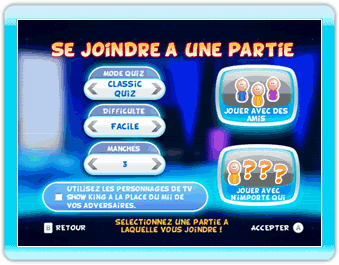 SE JOINDRE A UNE PARTIE
MODE QUIZ
CLASSIC
QUIZ
DIFFICULTE
FACILE
MANCHES
3
UTILISEZ LES PERSONNAGES DE TV
SHOW KING A LA PLACE DU MII DE
VOS ADVERSAIRES.
JOUER AVEC DES
AMIS
????
JOUER AVEC
N'IMPORTE QUI
B RETOUR
SELECTIONNEZ UNE PARTIE A
LAQUELLE VOUS JOINDRE !
ACCEPTER A